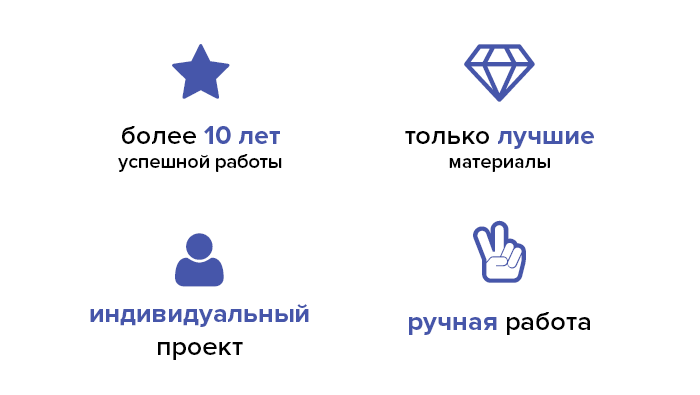 более 10 лет
успешной работы
только лучшие
материалы
индивидуальный
проект
ручная работа